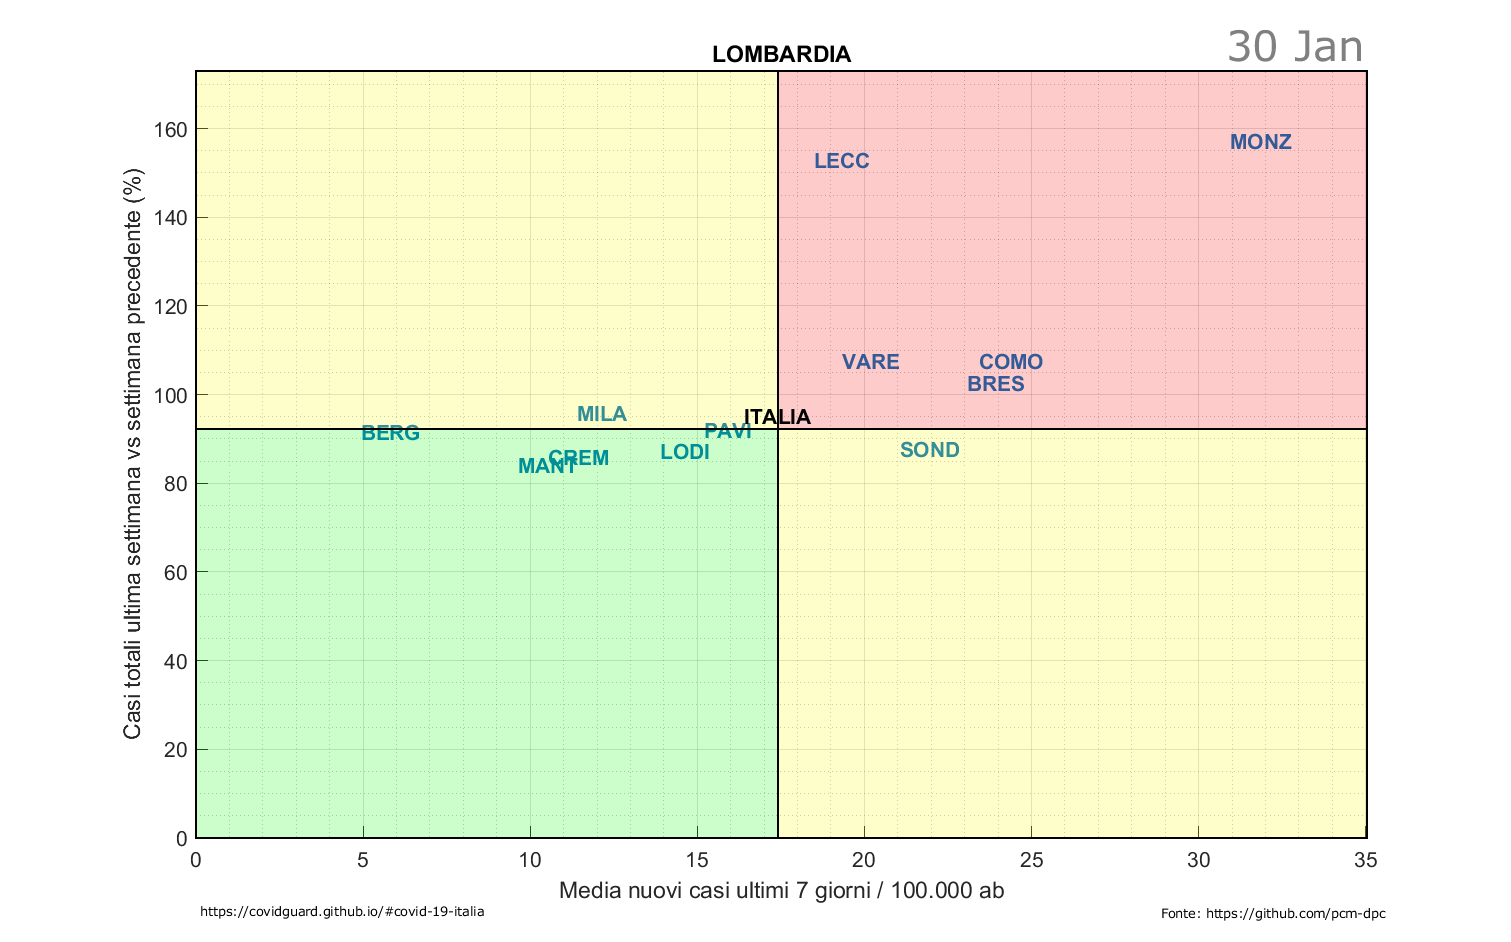 30 Jan
LOMBARDIA
Casi totali ultima settimana vs settimana precedente (%)
160
140
120
100
80
60
40
20
0
MONZ
LECC
VARE
COMO
BRES
MILA
ITALIA
BERG
PAVI
LODI
SOND
CREM
MANT
0 5 10 15 20 25 30 35
Media nuovi casi ultimi 7 giorni / 100.000 ab
https://covidguard.github.io/#covid-19-italia
Fonte: https://github.com/pcm-dpc